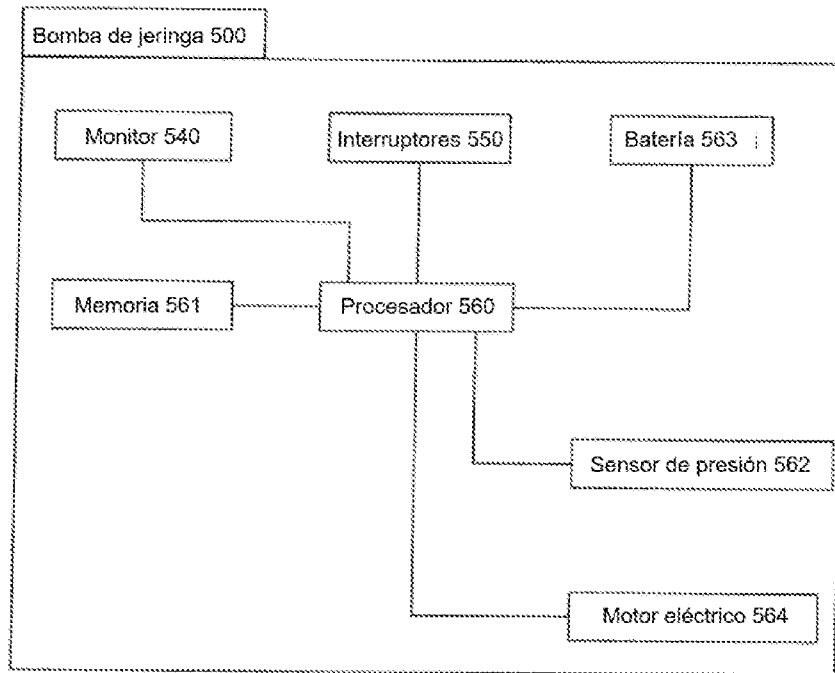 Bomba de jeringa 500
Monitor 540
Interruptores 550
Batería 563
Memoria 561
Procesador 560
Sensor de presión 562
Motor eléctrico 564